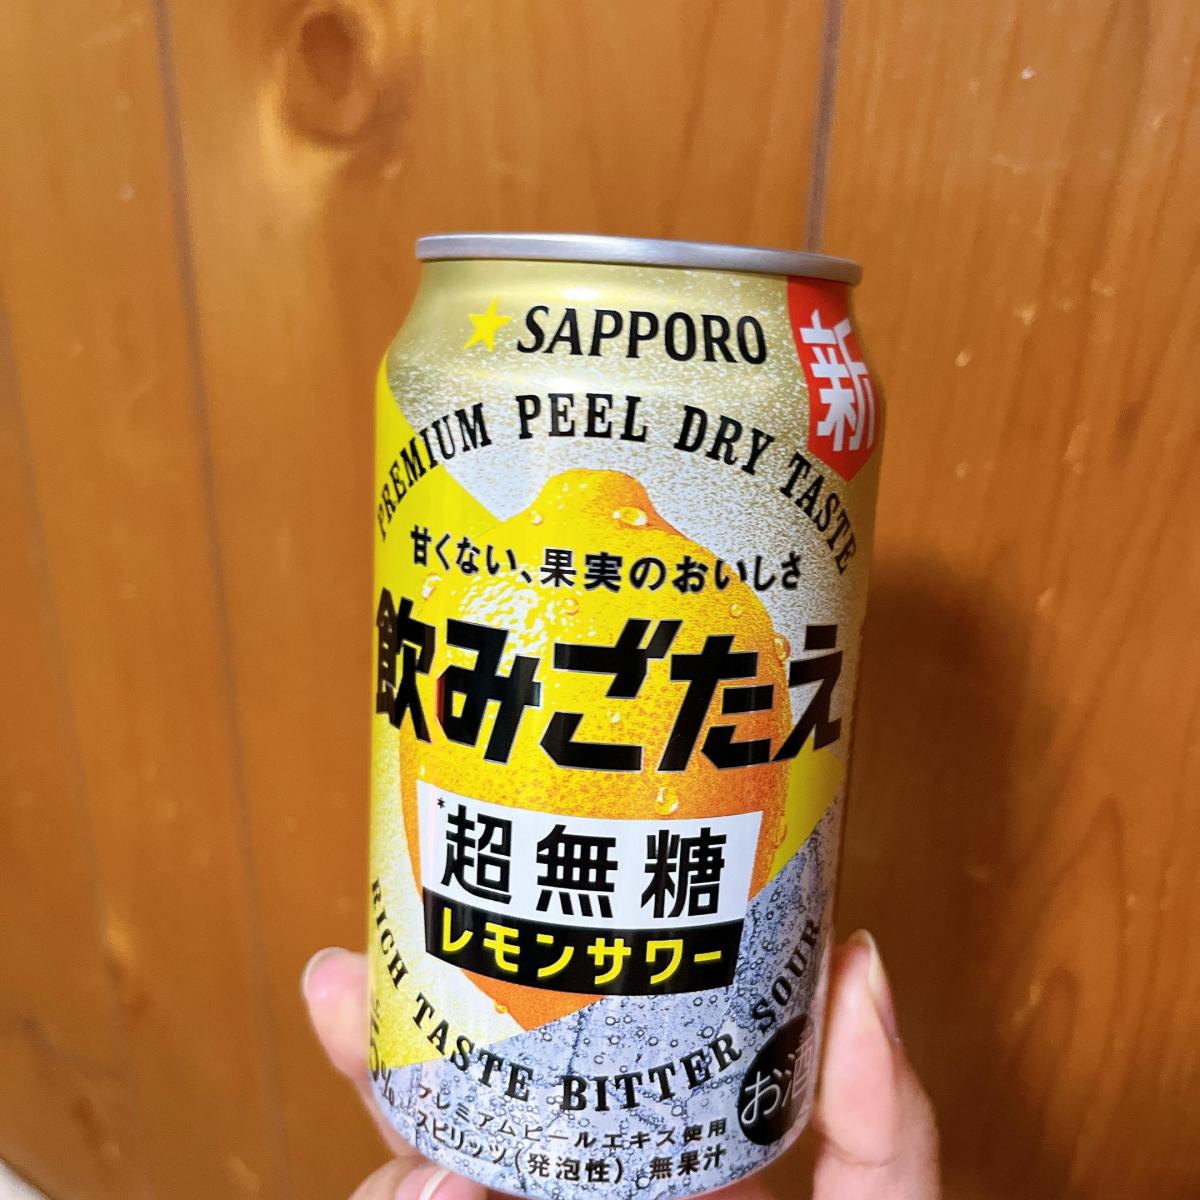 SAPPORO
新
PREMIUM PEEL DRY TASTE
甘くない、果実のおいしさ
飲みごたえ
*超無糖
レモンサワー
RICH TASTE BITTER SOUR
5%
お酒
プレミアムピールエキス使用
スピリッツ(発泡性) 無果汁